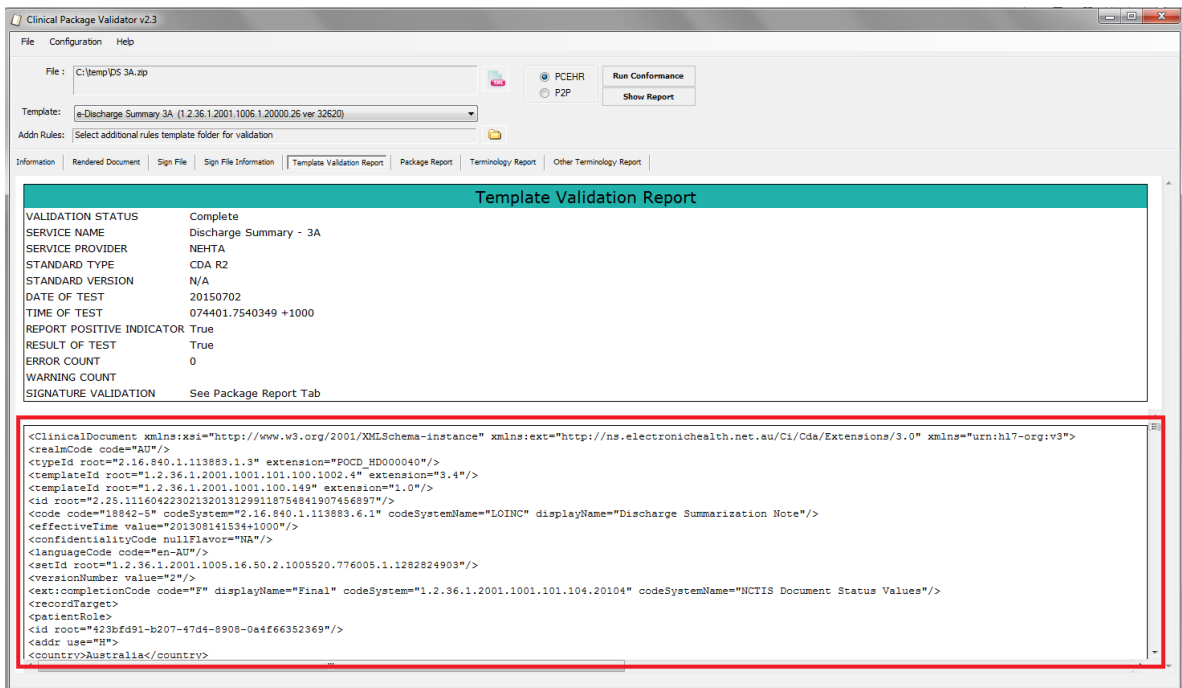 Clinical Package Validator v2.3
File Configuration Help
File : C:\temp\DS 3A.zip
XML
PCEHR
P2P
Run Conformance
Show Report
Template: e-Discharge Summary 3A (1.2.36.1.2001.1006.1.20000.26 ver 32620)
Addn Rules: Select additional rules template folder for validation
Information Rendered Document Sign File Sign File Information Template Validation Report Package Report Terminology Report Other Terminology Report
Template Validation Report
VALIDATION STATUS Complete
SERVICE NAME Discharge Summary - 3A
SERVICE PROVIDER NEHTA
STANDARD TYPE CDA R2
STANDARD VERSION N/A
DATE OF TEST 20150702
TIME OF TEST 074401.7540349 +1000
REPORT POSITIVE INDICATOR True
RESULT OF TEST True
ERROR COUNT 0
WARNING COUNT
SIGNATURE VALIDATION See Package Report Tab
<ClinicalDocument xmlns:xsi="http://www.w3.org/2001/XMLSchema-instance" xmlns:ext="http://ns.electronichealth.net.au/Ci/Cda/Extensions/3.0" xmlns="urn:hl7-org:v3">
<realmCode code="AU"/>
<typeId root="2.16.840.1.113883.1.3" extension="POCD_HD000040"/>
<templateId root="1.2.36.1.2001.1001.101.100.1002.4" extension="3.4"/>
<templateId root="1.2.36.1.2001.1001.100.149" extension="1.0"/>
<id root="2.25.111604223021320131299118754841907456897"/>
<code code="18842-5" codeSystem="2.16.840.1.113883.6.1" codeSystemName="LOINC" displayName="Discharge Summarization Note"/>
<effectiveTime value="201308141534+1000"/>
<confidentialityCode nullFlavor="NA"/>
<languageCode code="en-AU"/>
<setId root="1.2.36.1.2001.1005.16.50.2.1005520.776005.1.1282824903"/>
<versionNumber value="2"/>
<ext:completionCode code="F" displayName="Final" codeSystem="1.2.36.1.2001.1001.101.104.20104" codeSystemName="NCTIS Document Status Values"/>
<recordTarget>
<patientRole>
<id root="423bfd91-b207-47d4-8908-0a4f66352369"/>
<addr use="H">
<country>Australia</country>